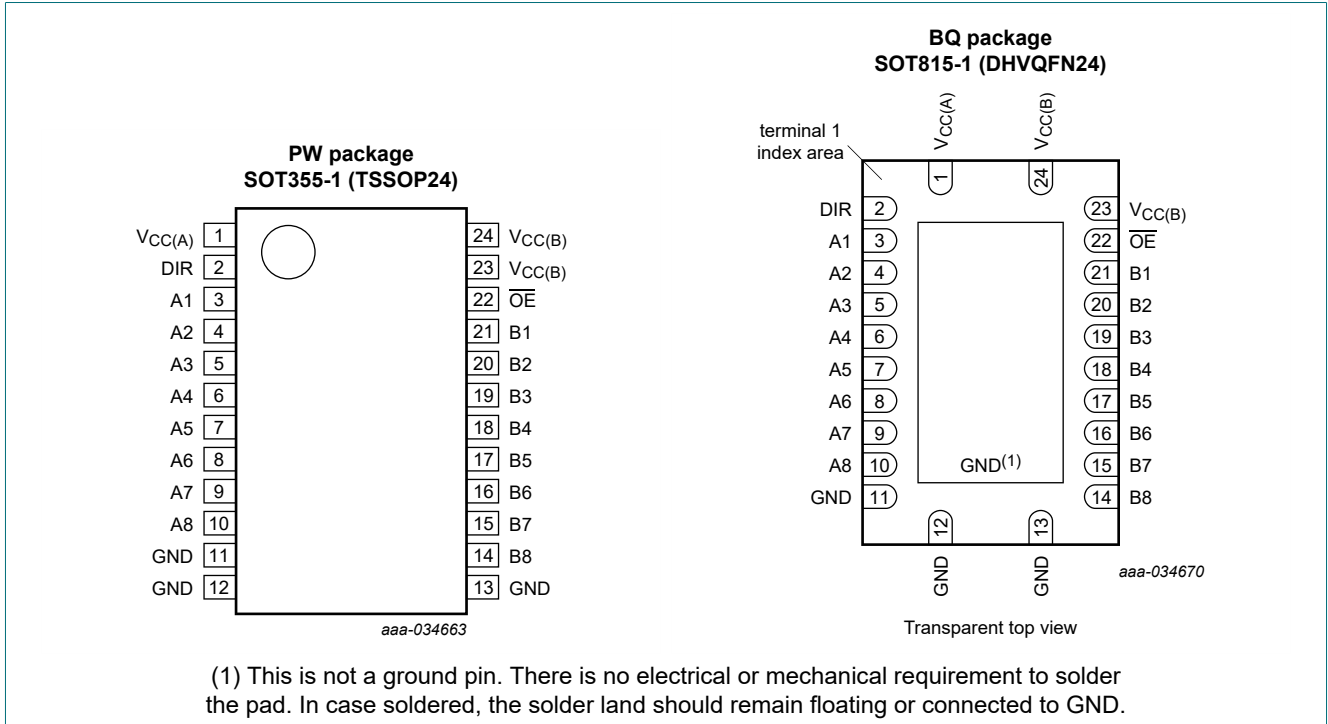 PW package
SOT355-1 (TSSOP24)
VCC(A) 1
DIR 2
A1 3
A2 4
A3 5
A4 6
A5 7
A6 8
A7 9
A8 10
GND 11
GND 12
24 VCC(B)
23 VCC(B)
22 OE
21 B1
20 B2
19 B3
18 B4
17 B5
16 B6
15 B7
14 B8
13 GND
aaa-034663
BQ package
SOT815-1 (DHVQFN24)
terminal 1
index area
VCC(A)
1
VCC(B)
24
DIR 2
A1 3
A2 4
A3 5
A4 6
A5 7
A6 8
A7 9
A8 10
GND 11
23 VCC(B)
22 OE
21 B1
20 B2
19 B3
18 B4
17 B5
16 B6
15 B7
14 B8
GND(1)
12
GND
13
GND
aaa-034670
Transparent top view
(1) This is not a ground pin. There is no electrical or mechanical requirement to solder
the pad. In case soldered, the solder land should remain floating or connected to GND.